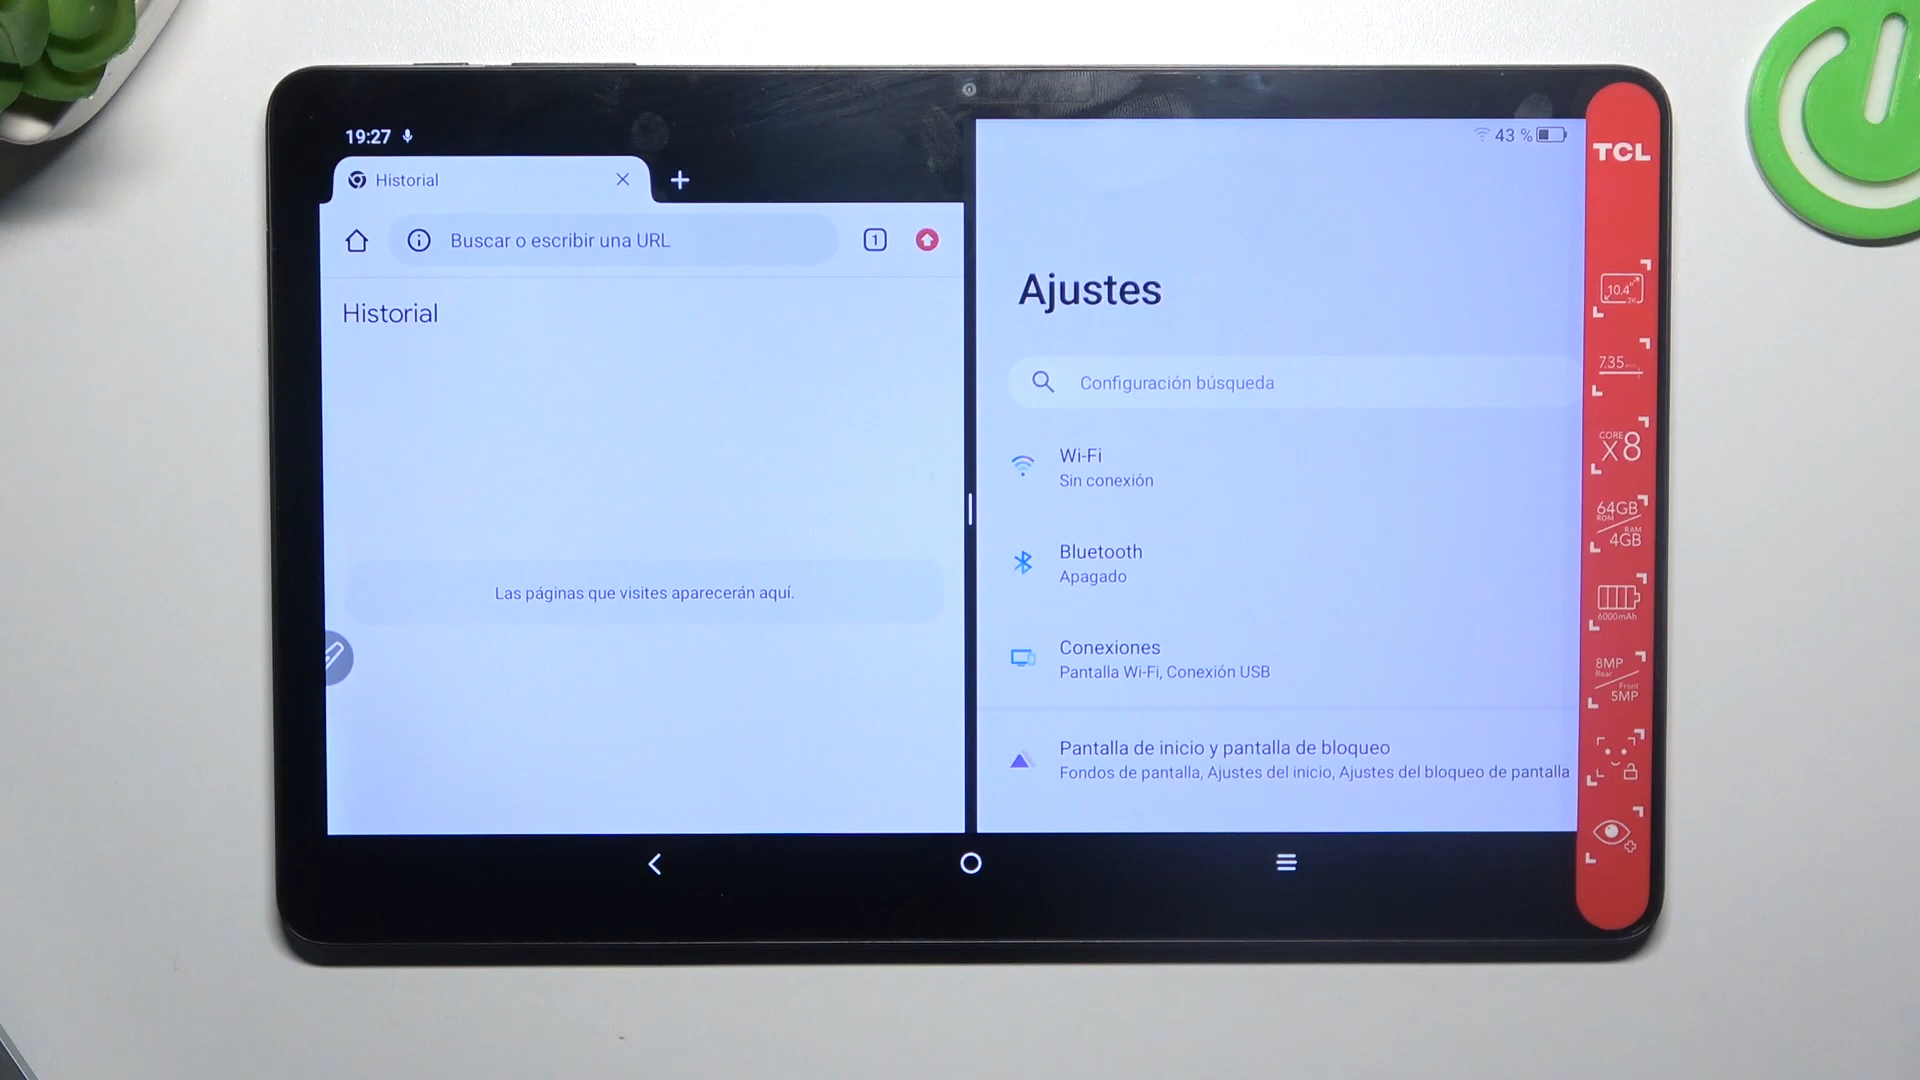 19:27
Historial
Buscar o escribir una URL
1
Historial
Las páginas que visites aparecerán aquí.
43 %
Ajustes
Configuración búsqueda
Wi-Fi
Sin conexión
Bluetooth
Apagado
Conexiones
Pantalla Wi-Fi, Conexión USB
Pantalla de inicio y pantalla de bloqueo
Fondos de pantalla, Ajustes del inicio, Ajustes del bloqueo de pantalla
TCL
10.4"
2K
7.35
CORE
X8
64GB
ROM
RAM
4GB
6000mAh
8MP
Rear
Front
5MP